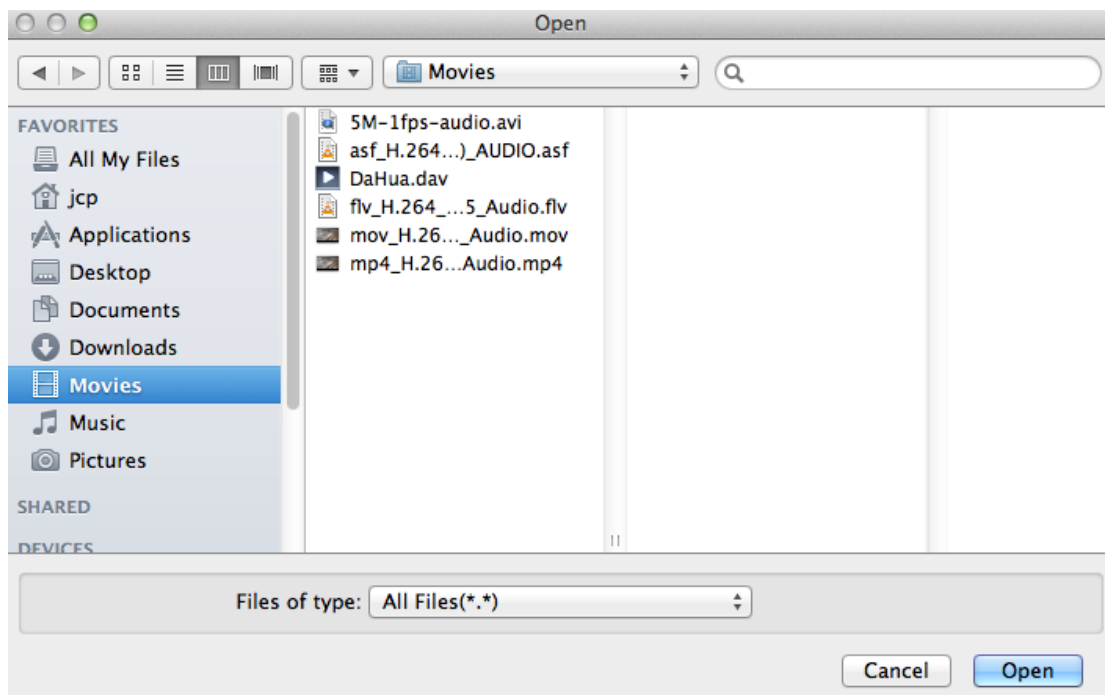 Open
Movies
FAVORITES
All My Files
jcp
Applications
Desktop
Documents
Downloads
Movies
Music
Pictures
SHARED
DEVICES
5M-1fps-audio.avi
asf_H.264...)_AUDIO.asf
DaHua.dav
flv_H.264_...5_Audio.flv
mov_H.26..._Audio.mov
mp4_H.26...Audio.mp4
Files of type: All Files(*.*)
Cancel Open